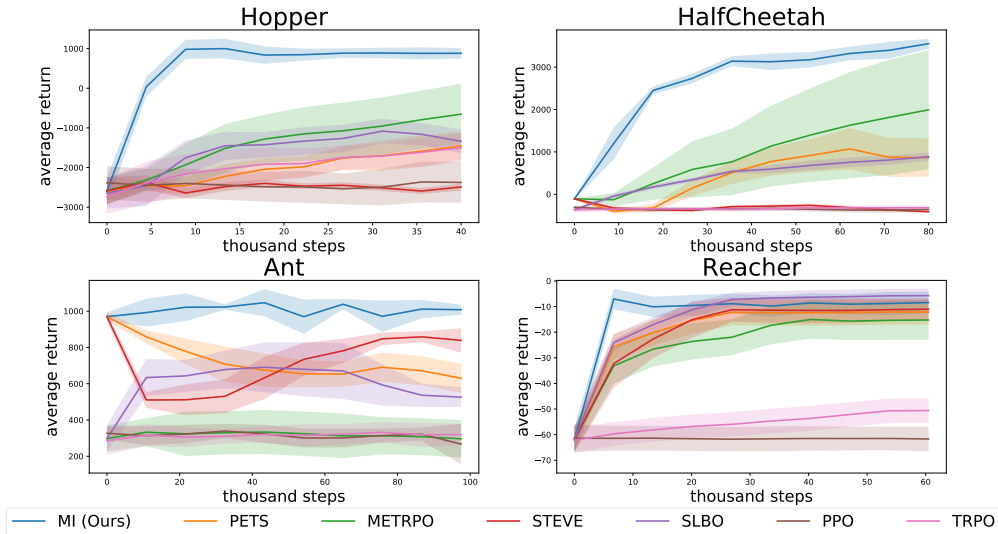 Hopper
HalfCheetah
average return
1000
0
−1000
−2000
−3000
0 5 10 15 20 25 30 35 40
thousand steps
average return
3000
2000
1000
0
0 10 20 30 40 50 60 70 80
thousand steps
Ant
Reacher
average return
1000
800
600
400
200
0 20 40 60 80 100
thousand steps
average return
0
−10
−20
−30
−40
−50
−60
−70
0 10 20 30 40 50 60
thousand steps
MI (Ours) PETS METRPO STEVE SLBO PPO TRPO